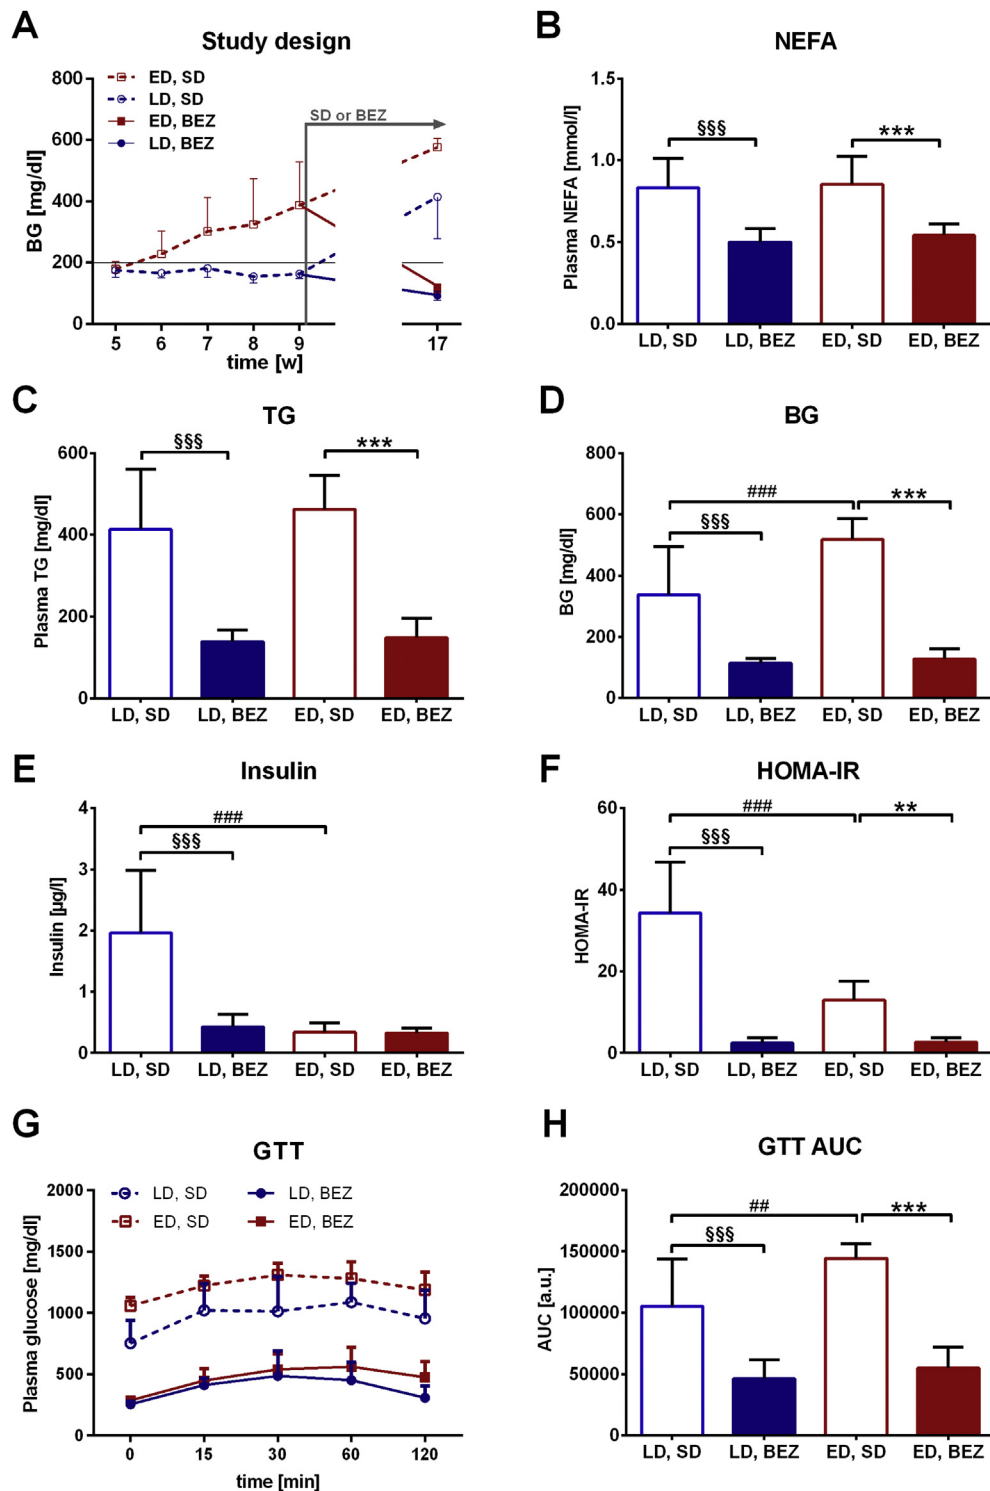 A
Study design
800
600
400
200
0
BG [mg/dl]
ED, SD
LD, SD
ED, BEZ
LD, BEZ
SD or BEZ
5 6 7 8 9 17
time [w]
B
NEFA
1.5
1.0
0.5
0.0
Plasma NEFA [mmol/l]
§§§
***
LD, SD LD, BEZ ED, SD ED, BEZ
C
TG
600
400
200
0
Plasma TG [mg/dl]
§§§
***
LD, SD LD, BEZ ED, SD ED, BEZ
D
BG
800
600
400
200
0
BG [mg/dl]
###
***
§§§
LD, SD LD, BEZ ED, SD ED, BEZ
E
Insulin
4
3
2
1
0
Insulin [µg/l]
###
§§§
LD, SD LD, BEZ ED, SD ED, BEZ
F
HOMA-IR
60
40
20
0
HOMA-IR
###
**
§§§
LD, SD LD, BEZ ED, SD ED, BEZ
G
GTT
2000
1500
1000
500
0
Plasma glucose [mg/dl]
LD, SD LD, BEZ
ED, SD ED, BEZ
0 15 30 60 120
time [min]
H
GTT AUC
200000
150000
100000
50000
0
AUC [a.u.]
##
***
§§§
LD, SD LD, BEZ ED, SD ED, BEZ